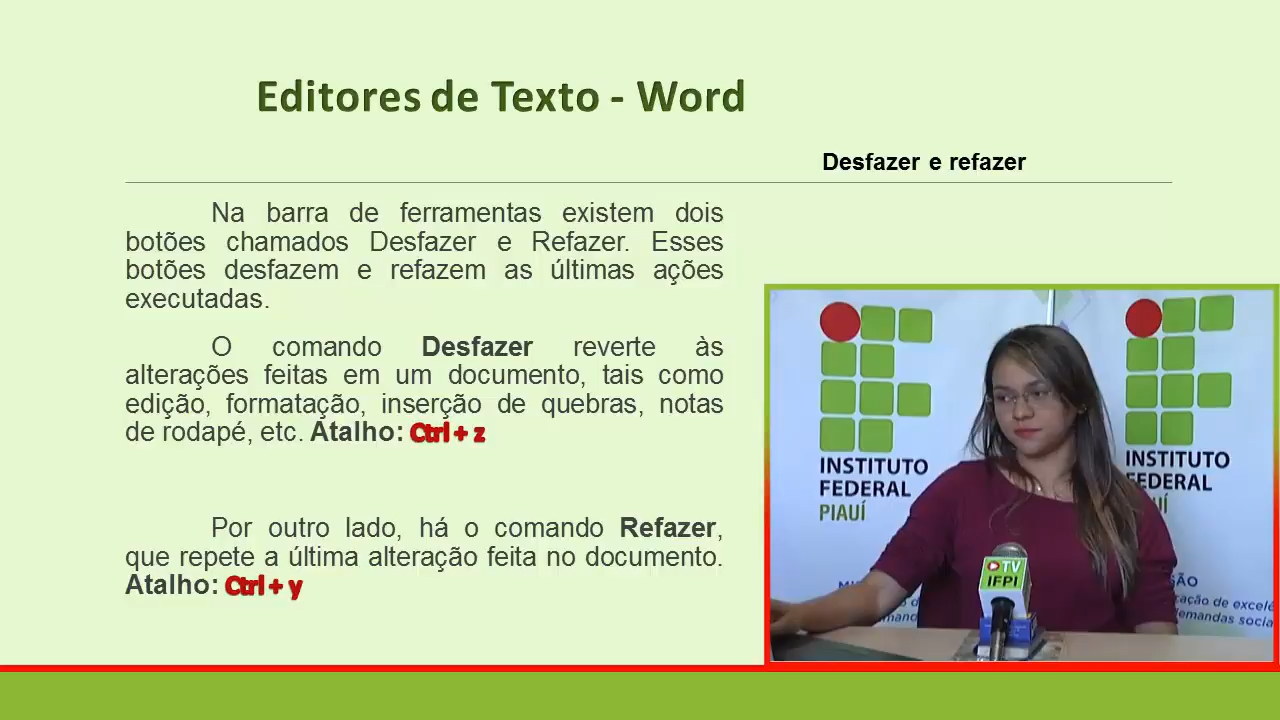 Editores de Texto - Word
Desfazer e refazer
Na barra de ferramentas existem dois
botões chamados Desfazer e Refazer. Esses
botões desfazem e refazem as últimas ações
executadas.
O comando Desfazer reverte às
alterações feitas em um documento, tais como
edição, formatação, inserção de quebras, notas
de rodapé, etc. Atalho: Ctrl + z
Por outro lado, há o comando Refazer,
que repete a última alteração feita no documento.
Atalho: Ctrl + y
INSTITUTO
FEDERAL
PIAUÍ
INSTITUTO
FEDERAL
TV
IFPI